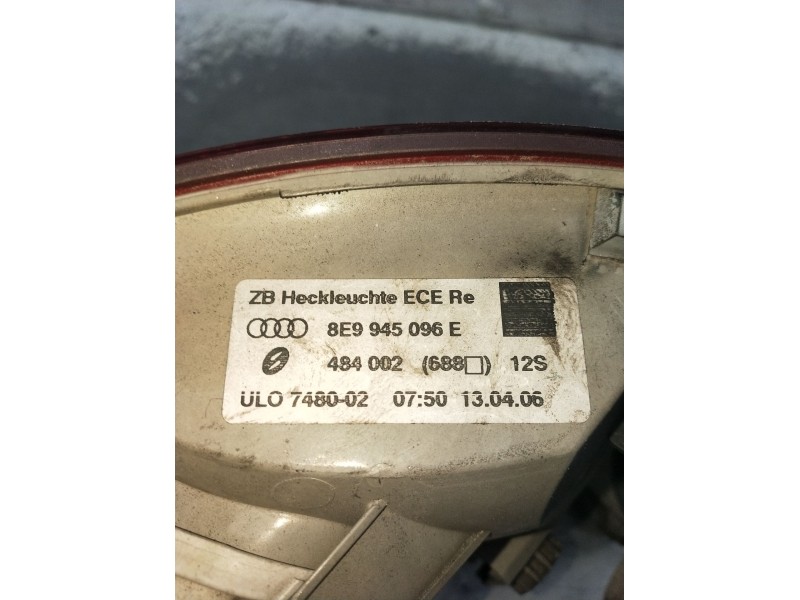 ZB Heckleuchte ECE Re
8E9 945 096 E
484 002 (688□) 12S
ULO 7480-02 07:50 13.04.06